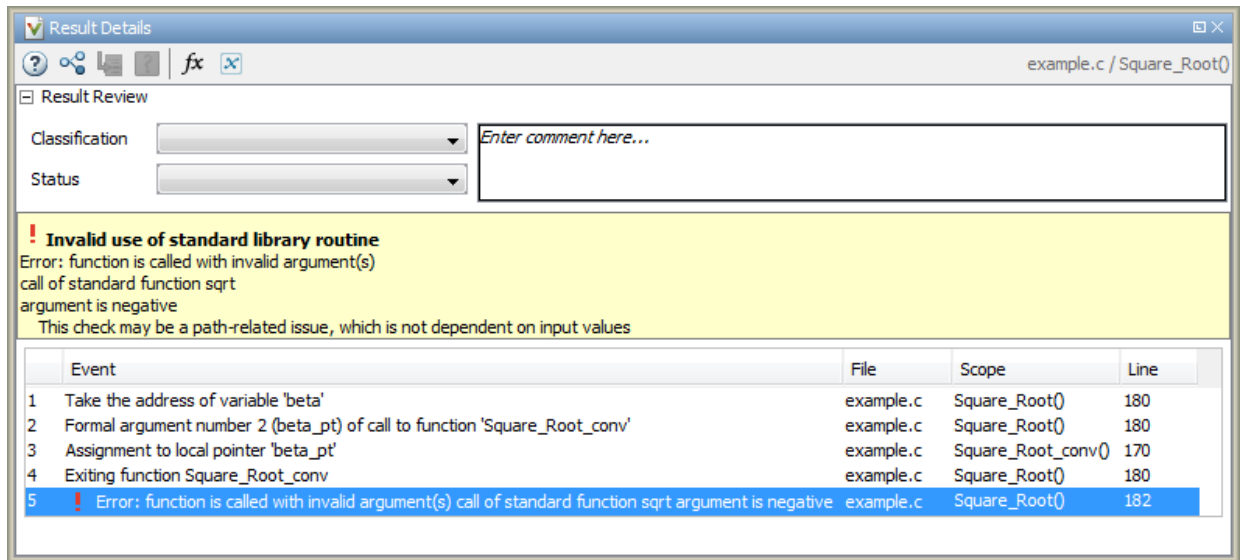 Result Details
fx x example.c / Square_Root()
Result Review
Classification
Enter comment here...
Status
! Invalid use of standard library routine
Error: function is called with invalid argument(s)
call of standard function sqrt
argument is negative
This check may be a path-related issue, which is not dependent on input values
Event File Scope Line
1 Take the address of variable 'beta' example.c Square_Root() 180
2 Formal argument number 2 (beta_pt) of call to function 'Square_Root_conv' example.c Square_Root() 180
3 Assignment to local pointer 'beta_pt' example.c Square_Root_conv() 170
4 Exiting function Square_Root_conv example.c Square_Root() 180
5 ! Error: function is called with invalid argument(s) call of standard function sqrt argument is negative example.c Square_Root() 182